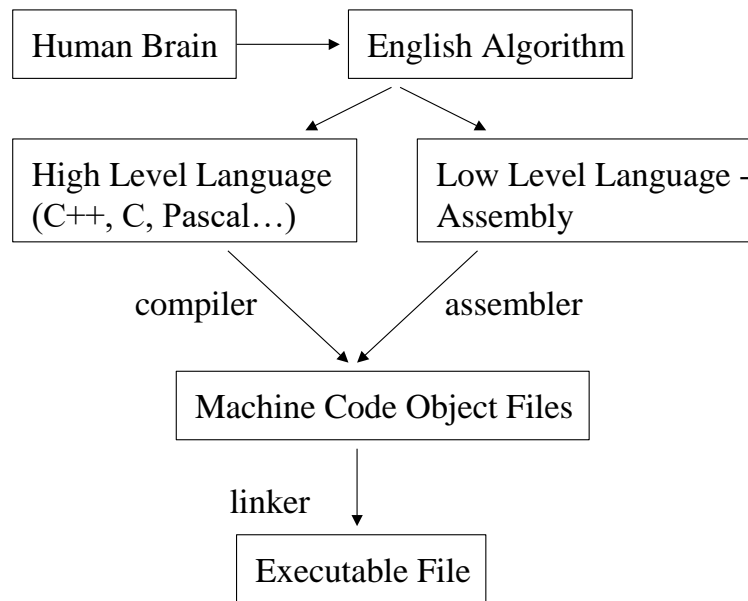 Human Brain
English Algorithm
High Level Language
(C++, C, Pascal…)
Low Level Language -
Assembly
compiler
assembler
Machine Code Object Files
linker
Executable File